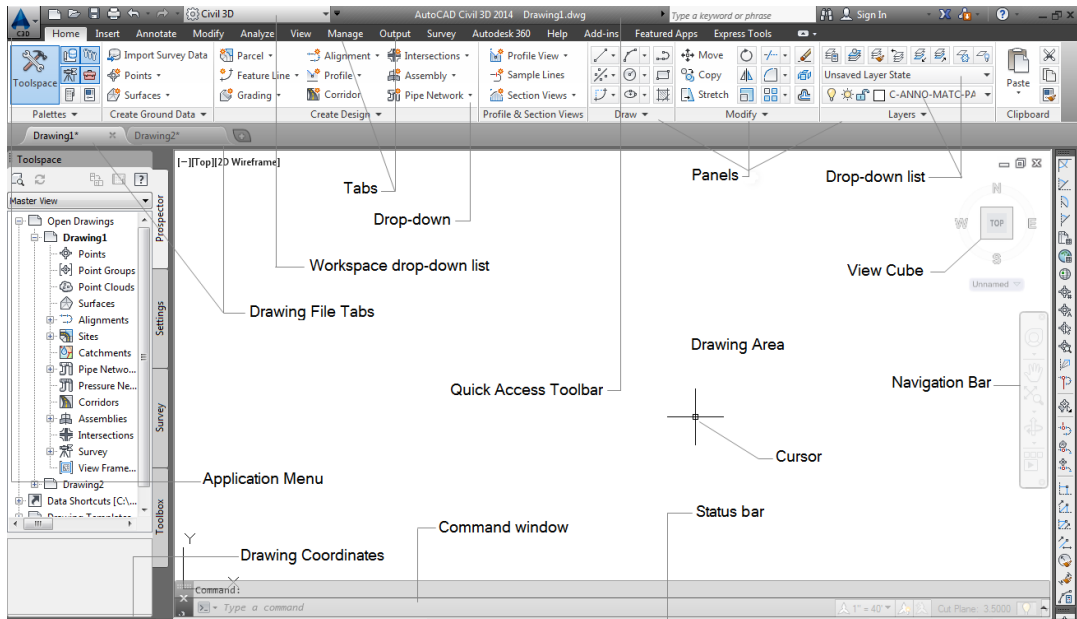 C3D
Civil 3D
AutoCAD Civil 3D 2014 Drawing1.dwg
Type a keyword or phrase
Sign In
Home Insert Annotate Modify Analyze View Manage Output Survey Autodesk 360 Help Add-ins Featured Apps Express Tools
Toolspace
Import Survey Data
Points
Surfaces
Parcel
Feature Line
Grading
Alignment
Profile
Corridor
Intersections
Assembly
Pipe Network
Profile View
Sample Lines
Section Views
Move
Copy
Stretch
Unsaved Layer State
C-ANNO-MATC-PA
Paste
Palettes
Create Ground Data
Create Design
Profile & Section Views
Draw
Modify
Layers
Clipboard
Drawing1*
Drawing2*
Toolspace
Master View
Open Drawings
Drawing1
Points
Point Groups
Point Clouds
Surfaces
Alignments
Sites
Catchments
Pipe Netwo...
Pressure Ne...
Corridors
Assemblies
Intersections
Survey
View Frame...
Drawing2
Data Shortcuts [C:\...
Drawing Templates
Prospector
Settings
Survey
Toolbox
[−][Top][2D Wireframe]
Tabs
Drop-down
Workspace drop-down list
Drawing File Tabs
Quick Access Toolbar
Panels
Drop-down list
View Cube
Drawing Area
Navigation Bar
Cursor
Application Menu
Command window
Status bar
Drawing Coordinates
N
W
TOP
E
S
Unnamed
Y
X
Command:
Type a command
1" = 40'
Cut Plane: 3.5000